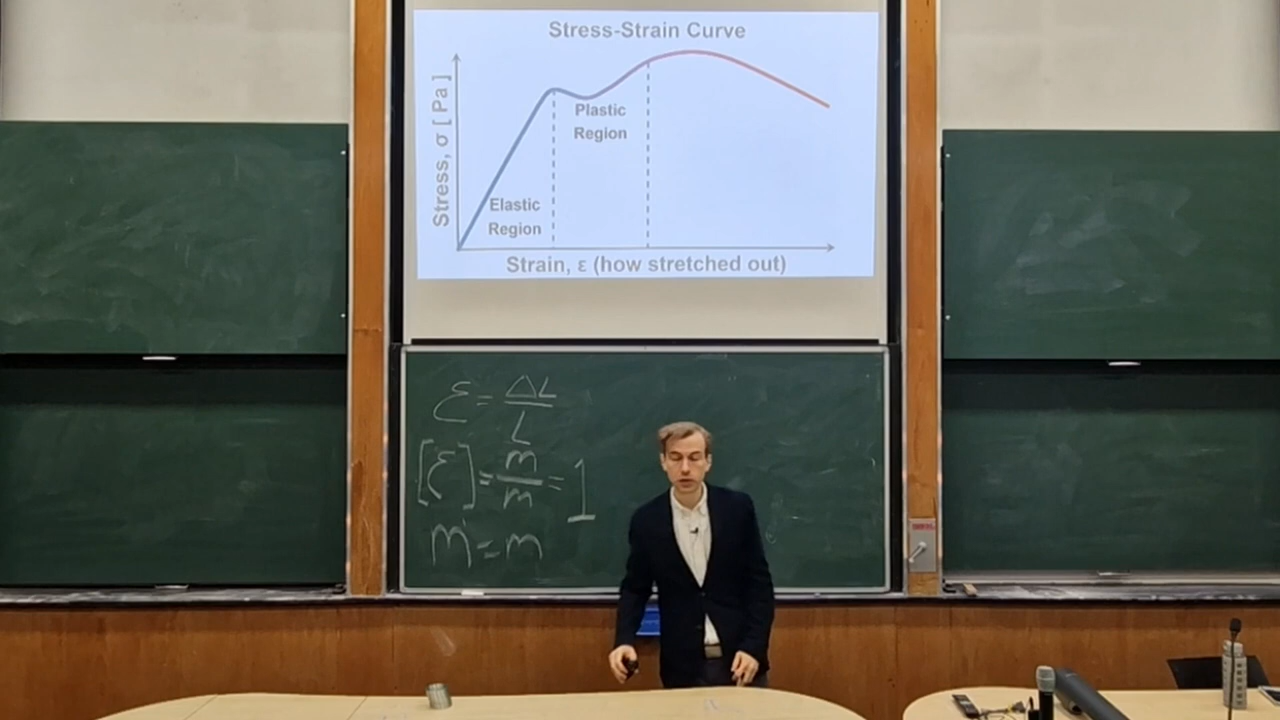 Stress-Strain Curve
Stress, σ [ Pa ]
Plastic
Region
Elastic
Region
Strain, ε (how stretched out)
ℰ = ΔL / L
[ℰ] = m / m = 1
m = m